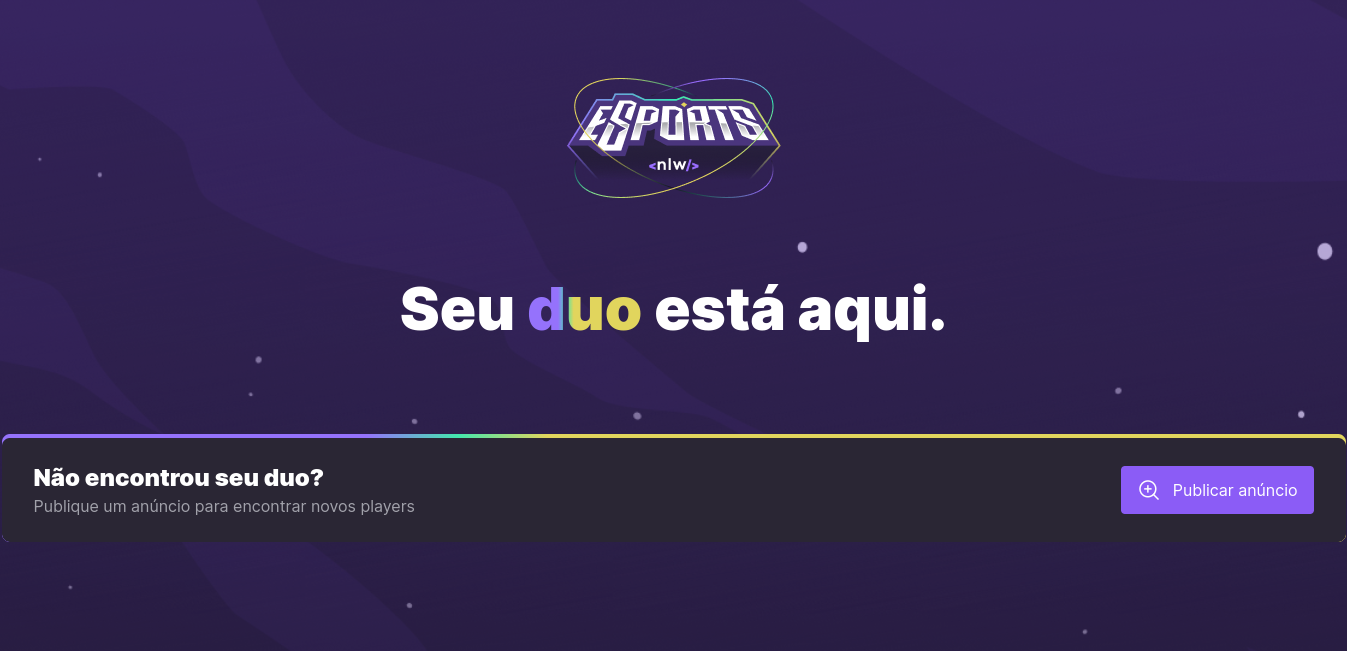 ESPORTS
<nlw/>
Seu duo está aqui.
Não encontrou seu duo?
Publique um anúncio para encontrar novos players
Publicar anúncio